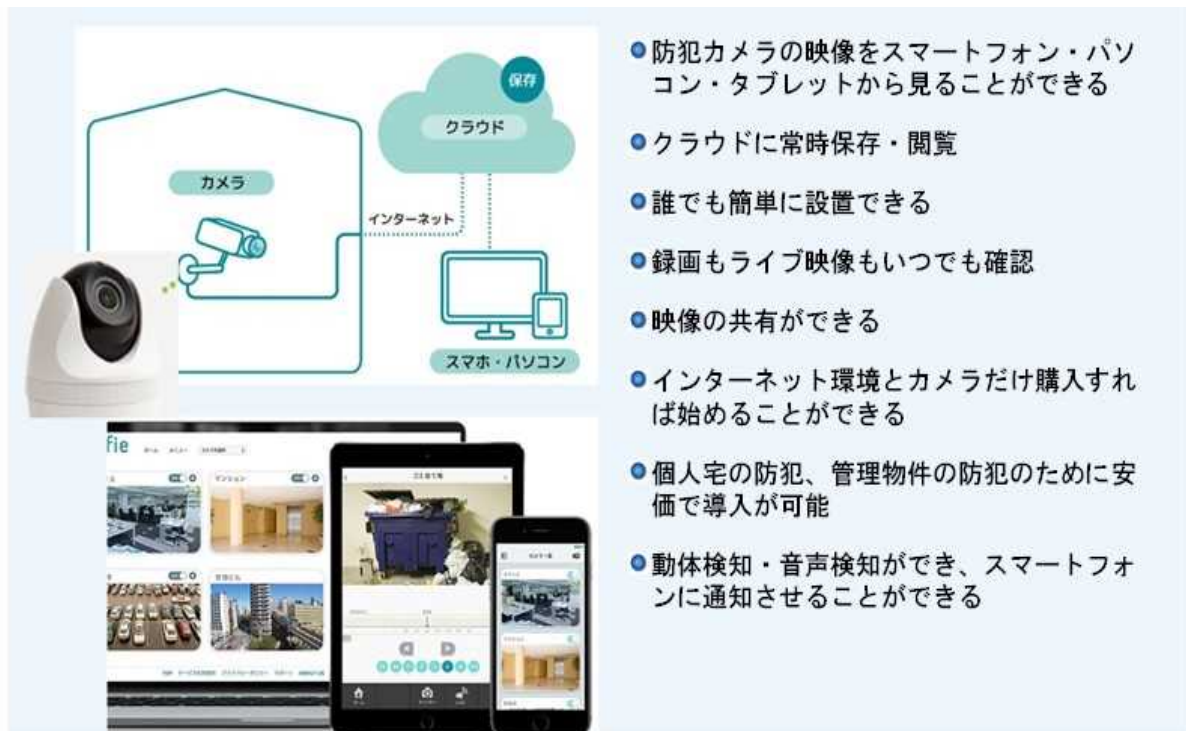 保存
クラウド
カメラ
インターネット
スマホ・パソコン
fie
ホーム
マンション
ゴミ捨て場
防犯カメラの映像をスマートフォン・パソ
コン・タブレットから見ることができる
クラウドに常時保存・閲覧
誰でも簡単に設置できる
録画もライブ映像もいつでも確認
映像の共有ができる
インターネット環境とカメラだけ購入すれ
ば始めることができる
個人宅の防犯、管理物件の防犯のために安
価で導入が可能
動体検知・音声検知ができ、スマートフォ
ンに通知させることができる